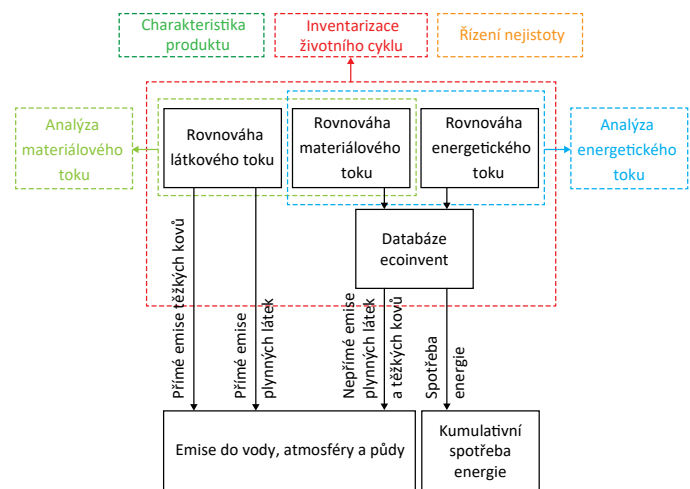 Charakteristika
produktu
Inventarizace
životního cyklu
Řízení nejistoty
Analýza
materiálového
toku
Rovnováha
látkového toku
Rovnováha
materiálového
toku
Rovnováha
energetického
toku
Analýza
energetického
toku
Databáze
ecoinvent
Přímé emise těžkých kovů
Přímé emise
plynných látek
Nepřímé emise
plynných látek
a těžkých kovů
Spotřeba
energie
Emise do vody, atmosféry a půdy
Kumulativní
spotřeba
energie